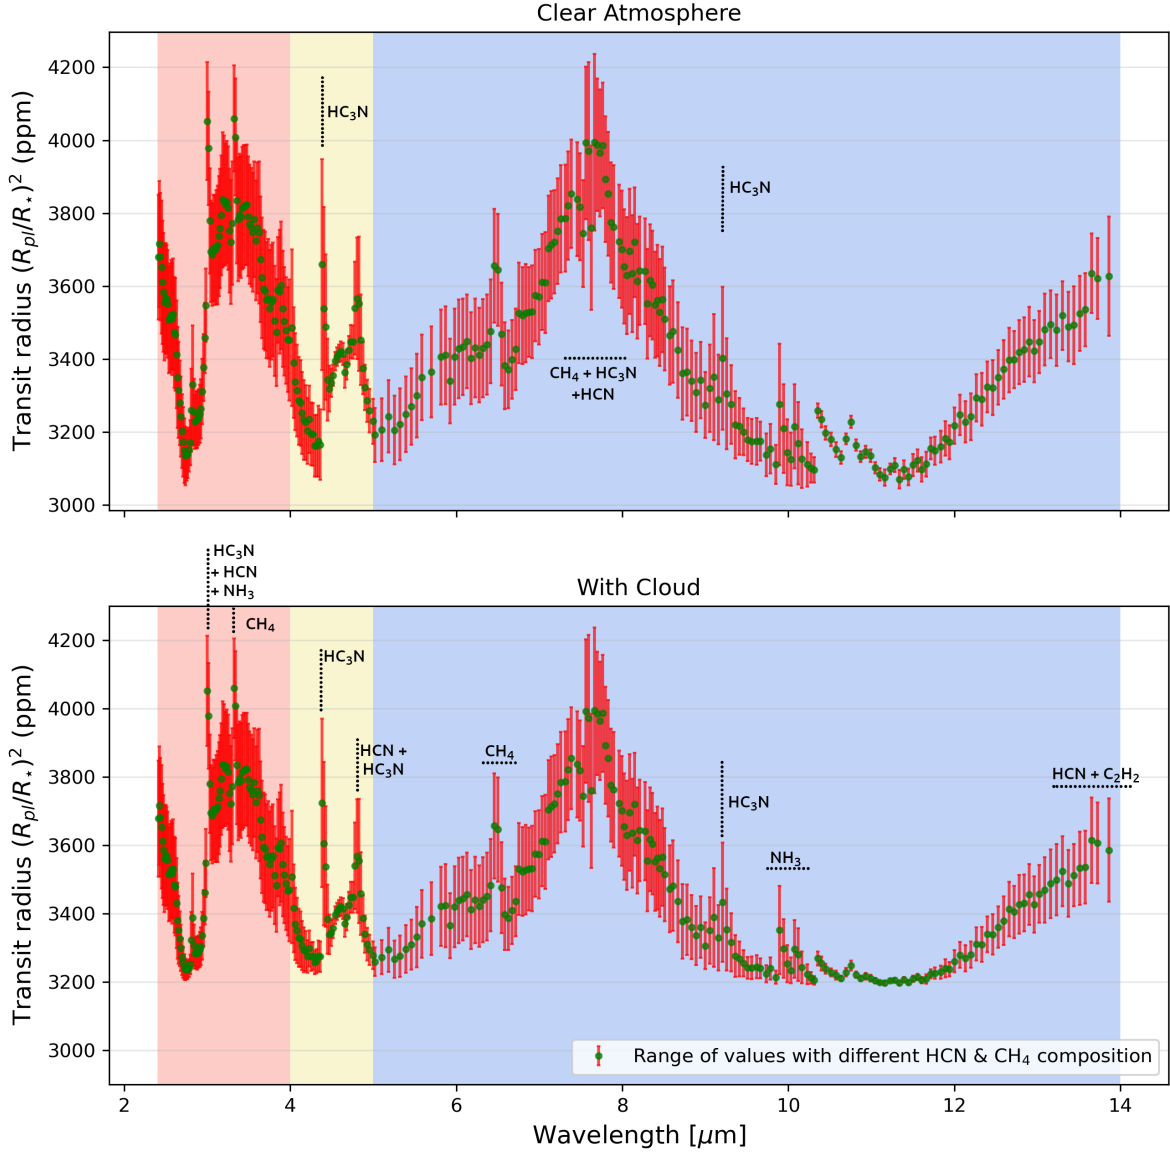 Clear Atmosphere
Transit radius (R_pl/R⋆)² (ppm)
4200
4000
3800
3600
3400
3200
3000
HC₃N
HC₃N
CH₄ + HC₃N
+HCN
HC₃N
+ HCN
+ NH₃
With Cloud
Transit radius (R_pl/R⋆)² (ppm)
4200
4000
3800
3600
3400
3200
3000
CH₄
HC₃N
HCN +
HC₃N
CH₄
HC₃N
NH₃
HCN + C₂H₂
Range of values with different HCN & CH₄ composition
2 4 6 8 10 12 14
Wavelength [μm]